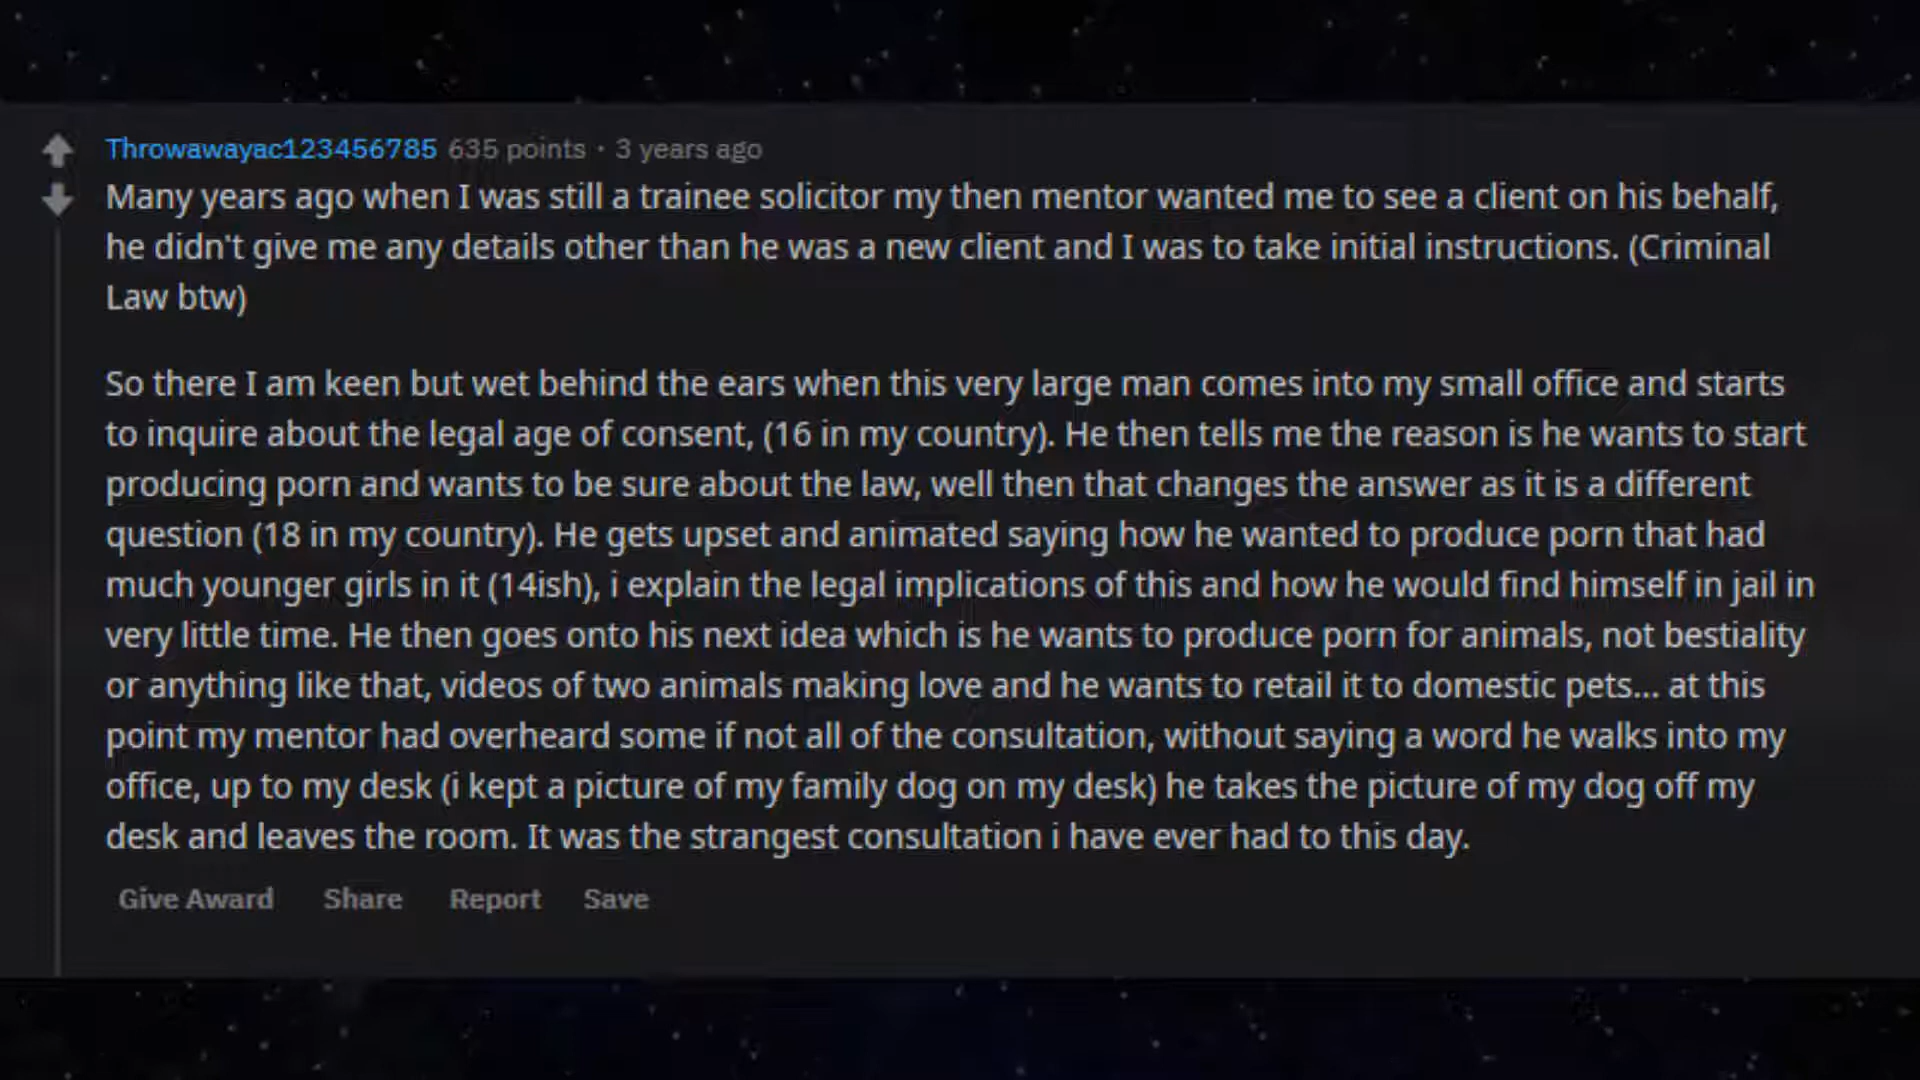 Throwawayac123456785 635 points · 3 years ago
Many years ago when I was still a trainee solicitor my then mentor wanted me to see a client on his behalf,
he didn't give me any details other than he was a new client and I was to take initial instructions. (Criminal
Law btw)
So there I am keen but wet behind the ears when this very large man comes into my small office and starts
to inquire about the legal age of consent, (16 in my country). He then tells me the reason is he wants to start
producing porn and wants to be sure about the law, well then that changes the answer as it is a different
question (18 in my country). He gets upset and animated saying how he wanted to produce porn that had
much younger girls in it (14ish), i explain the legal implications of this and how he would find himself in jail in
very little time. He then goes onto his next idea which is he wants to produce porn for animals, not bestiality
or anything like that, videos of two animals making love and he wants to retail it to domestic pets... at this
point my mentor had overheard some if not all of the consultation, without saying a word he walks into my
office, up to my desk (i kept a picture of my family dog on my desk) he takes the picture of my dog off my
desk and leaves the room. It was the strangest consultation i have ever had to this day.
Give Award Share Report Save